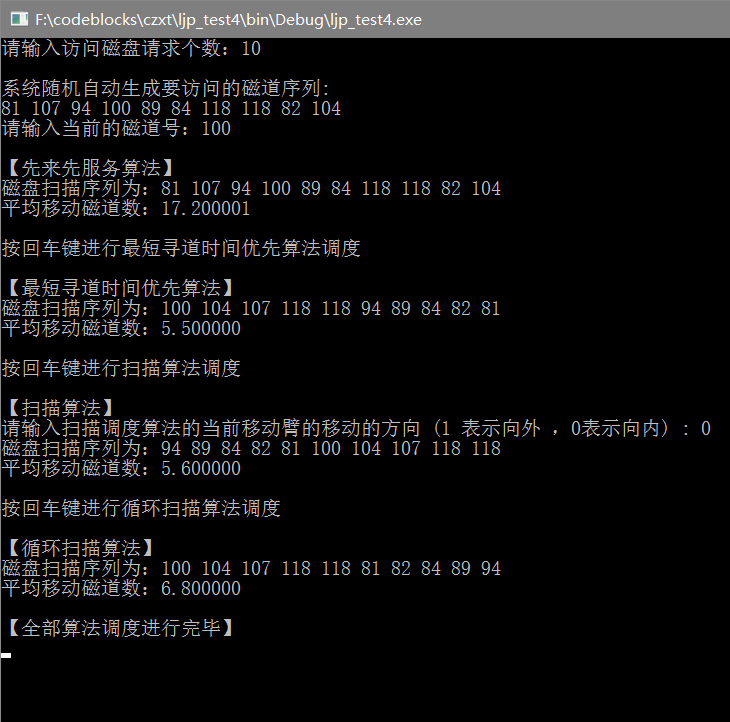 F:\codeblocks\czxt\ljp_test4\bin\Debug\ljp_test4.exe
请输入访问磁盘请求个数：10
系统随机自动生成要访问的磁道序列:
81 107 94 100 89 84 118 118 82 104
请输入当前的磁道号：100
【先来先服务算法】
磁盘扫描序列为：81 107 94 100 89 84 118 118 82 104
平均移动磁道数：17.200001
按回车键进行最短寻道时间优先算法调度
【最短寻道时间优先算法】
磁盘扫描序列为：100 104 107 118 118 94 89 84 82 81
平均移动磁道数：5.500000
按回车键进行扫描算法调度
【扫描算法】
请输入扫描调度算法的当前移动臂的移动的方向 (1 表示向外 ，0表示向内) : 0
磁盘扫描序列为：94 89 84 82 81 100 104 107 118 118
平均移动磁道数：5.600000
按回车键进行循环扫描算法调度
【循环扫描算法】
磁盘扫描序列为：100 104 107 118 118 81 82 84 89 94
平均移动磁道数：6.800000
【全部算法调度进行完毕】